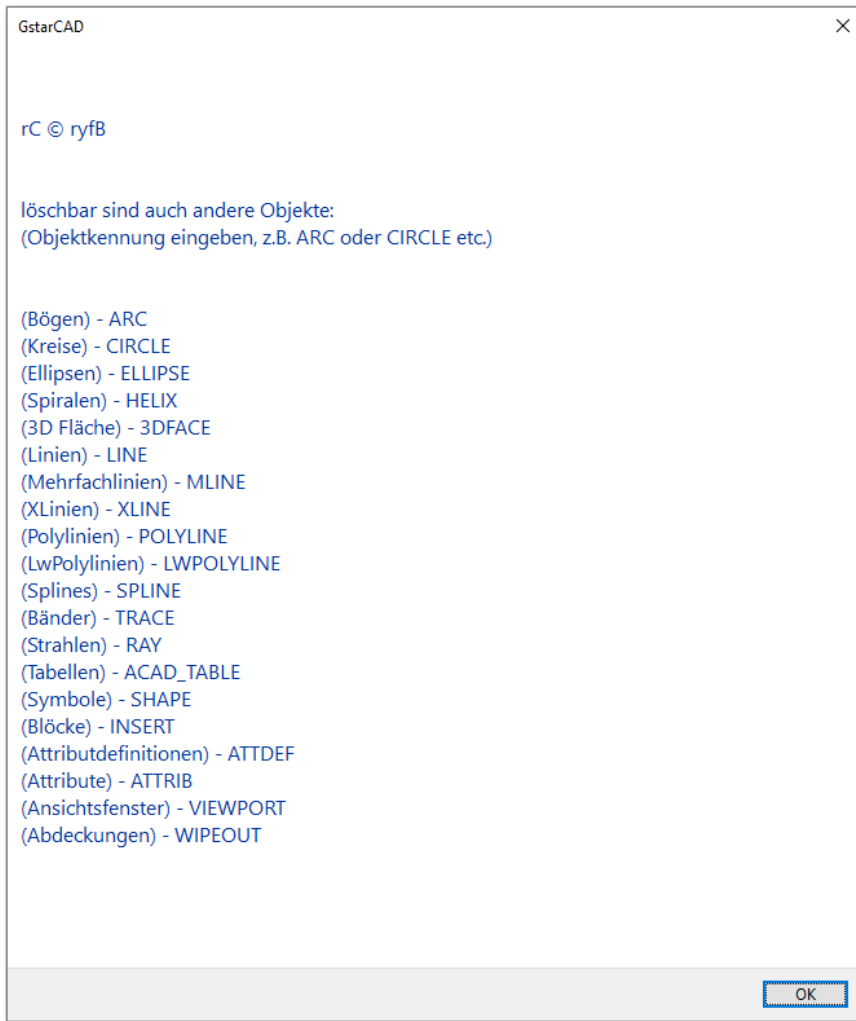 GstarCAD
rC © ryfB
löschbar sind auch andere Objekte:
(Objektkennung eingeben, z.B. ARC oder CIRCLE etc.)
(Bögen) - ARC
(Kreise) - CIRCLE
(Ellipsen) - ELLIPSE
(Spiralen) - HELIX
(3D Fläche) - 3DFACE
(Linien) - LINE
(Mehrfachlinien) - MLINE
(XLinien) - XLINE
(Polylinien) - POLYLINE
(LwPolylinien) - LWPOLYLINE
(Splines) - SPLINE
(Bänder) - TRACE
(Strahlen) - RAY
(Tabellen) - ACAD_TABLE
(Symbole) - SHAPE
(Blöcke) - INSERT
(Attributdefinitionen) - ATTDEF
(Attribute) - ATTRIB
(Ansichtsfenster) - VIEWPORT
(Abdeckungen) - WIPEOUT
OK